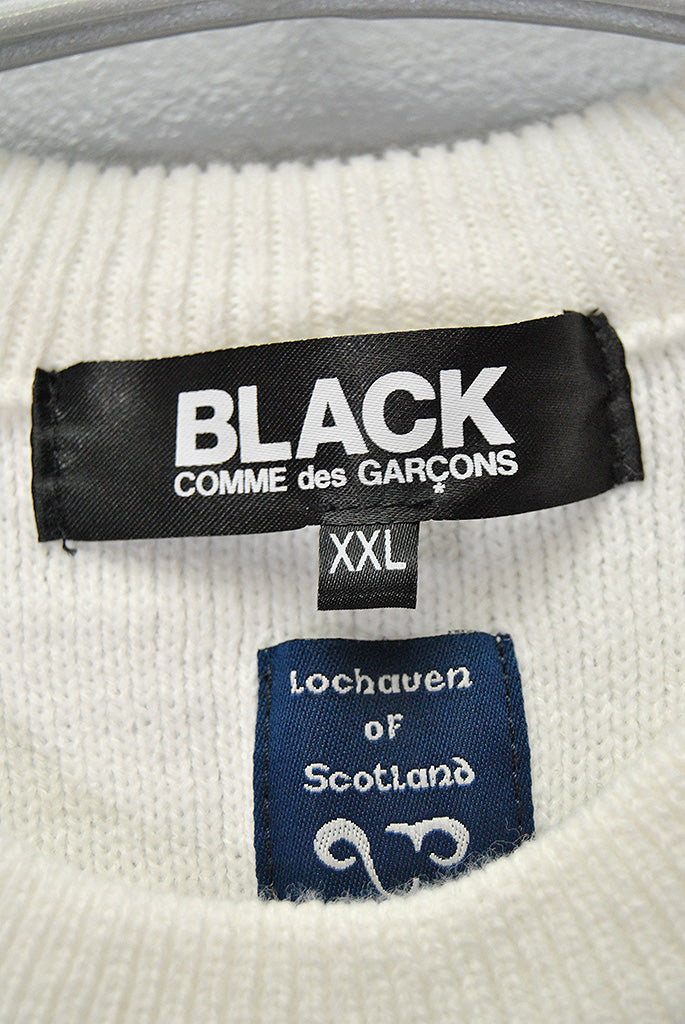 BLACK
COMME des GARÇONS
XXL
Lochaven
of
Scotland